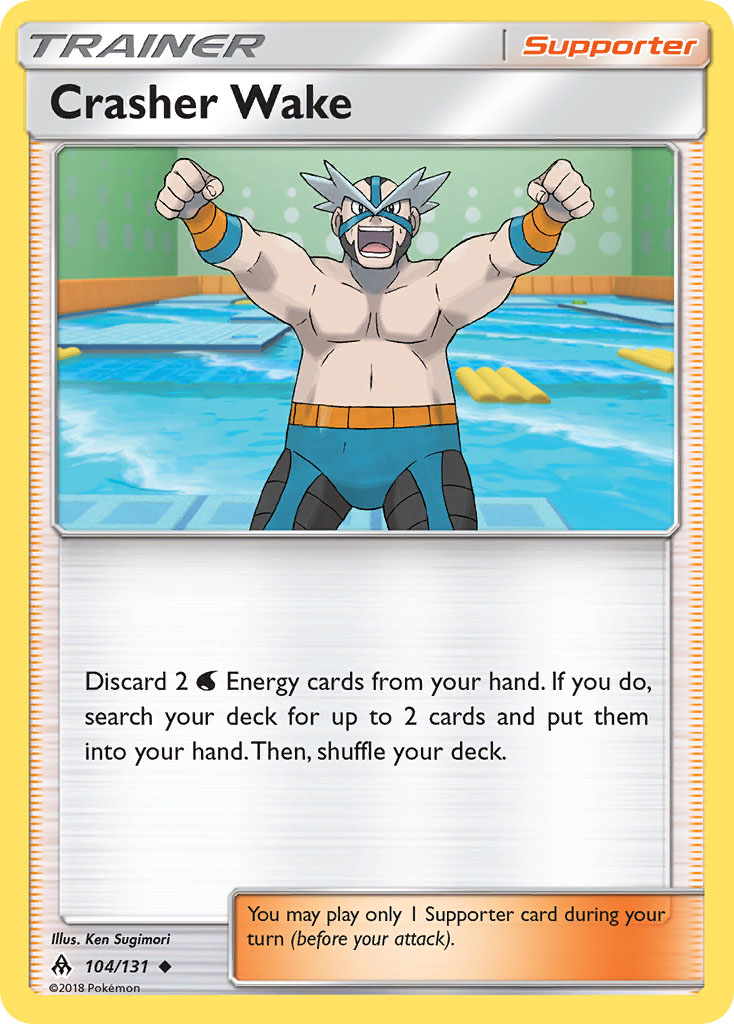 TRAINER Supporter
Crasher Wake
Discard 2 Energy cards from your hand. If you do,
search your deck for up to 2 cards and put them
into your hand. Then, shuffle your deck.
You may play only 1 Supporter card during your
turn (before your attack).
Illus. Ken Sugimori
104/131
©2018 Pokémon